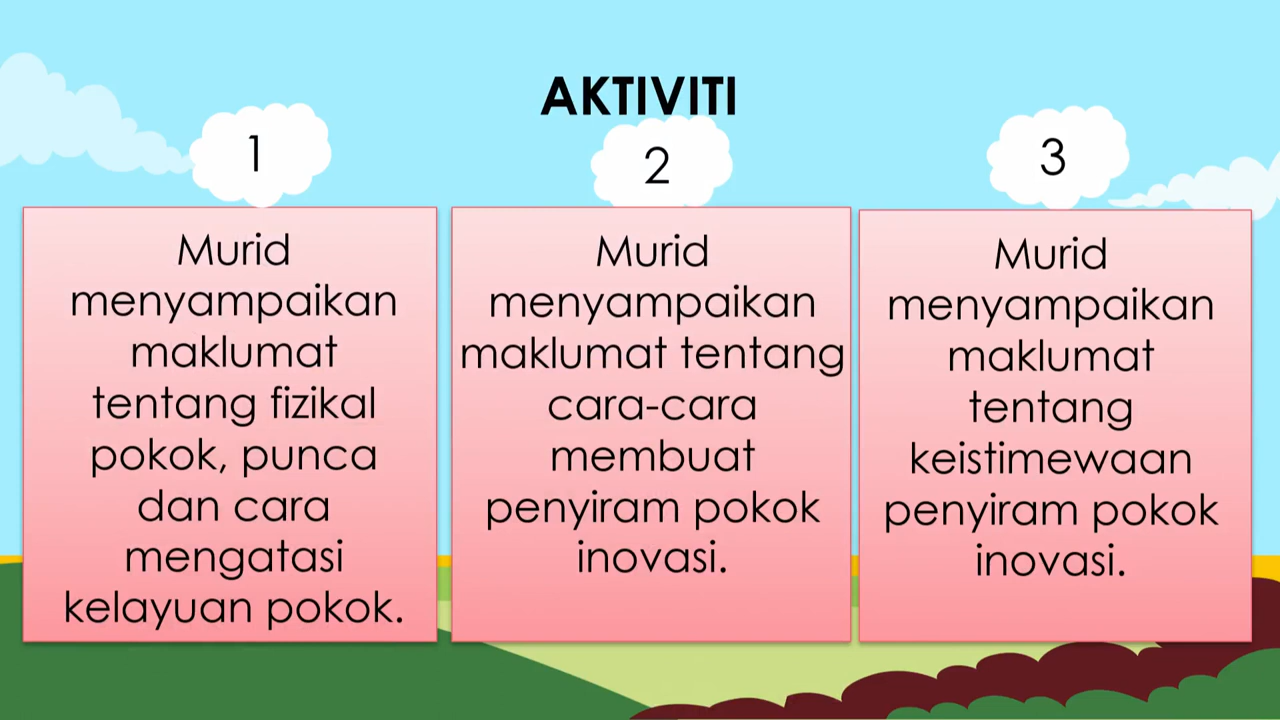 AKTIVITI
1
Murid
menyampaikan
maklumat
tentang fizikal
pokok, punca
dan cara
mengatasi
kelayuan pokok.
2
Murid
menyampaikan
maklumat tentang
cara-cara
membuat
penyiram pokok
inovasi.
3
Murid
menyampaikan
maklumat
tentang
keistimewaan
penyiram pokok
inovasi.